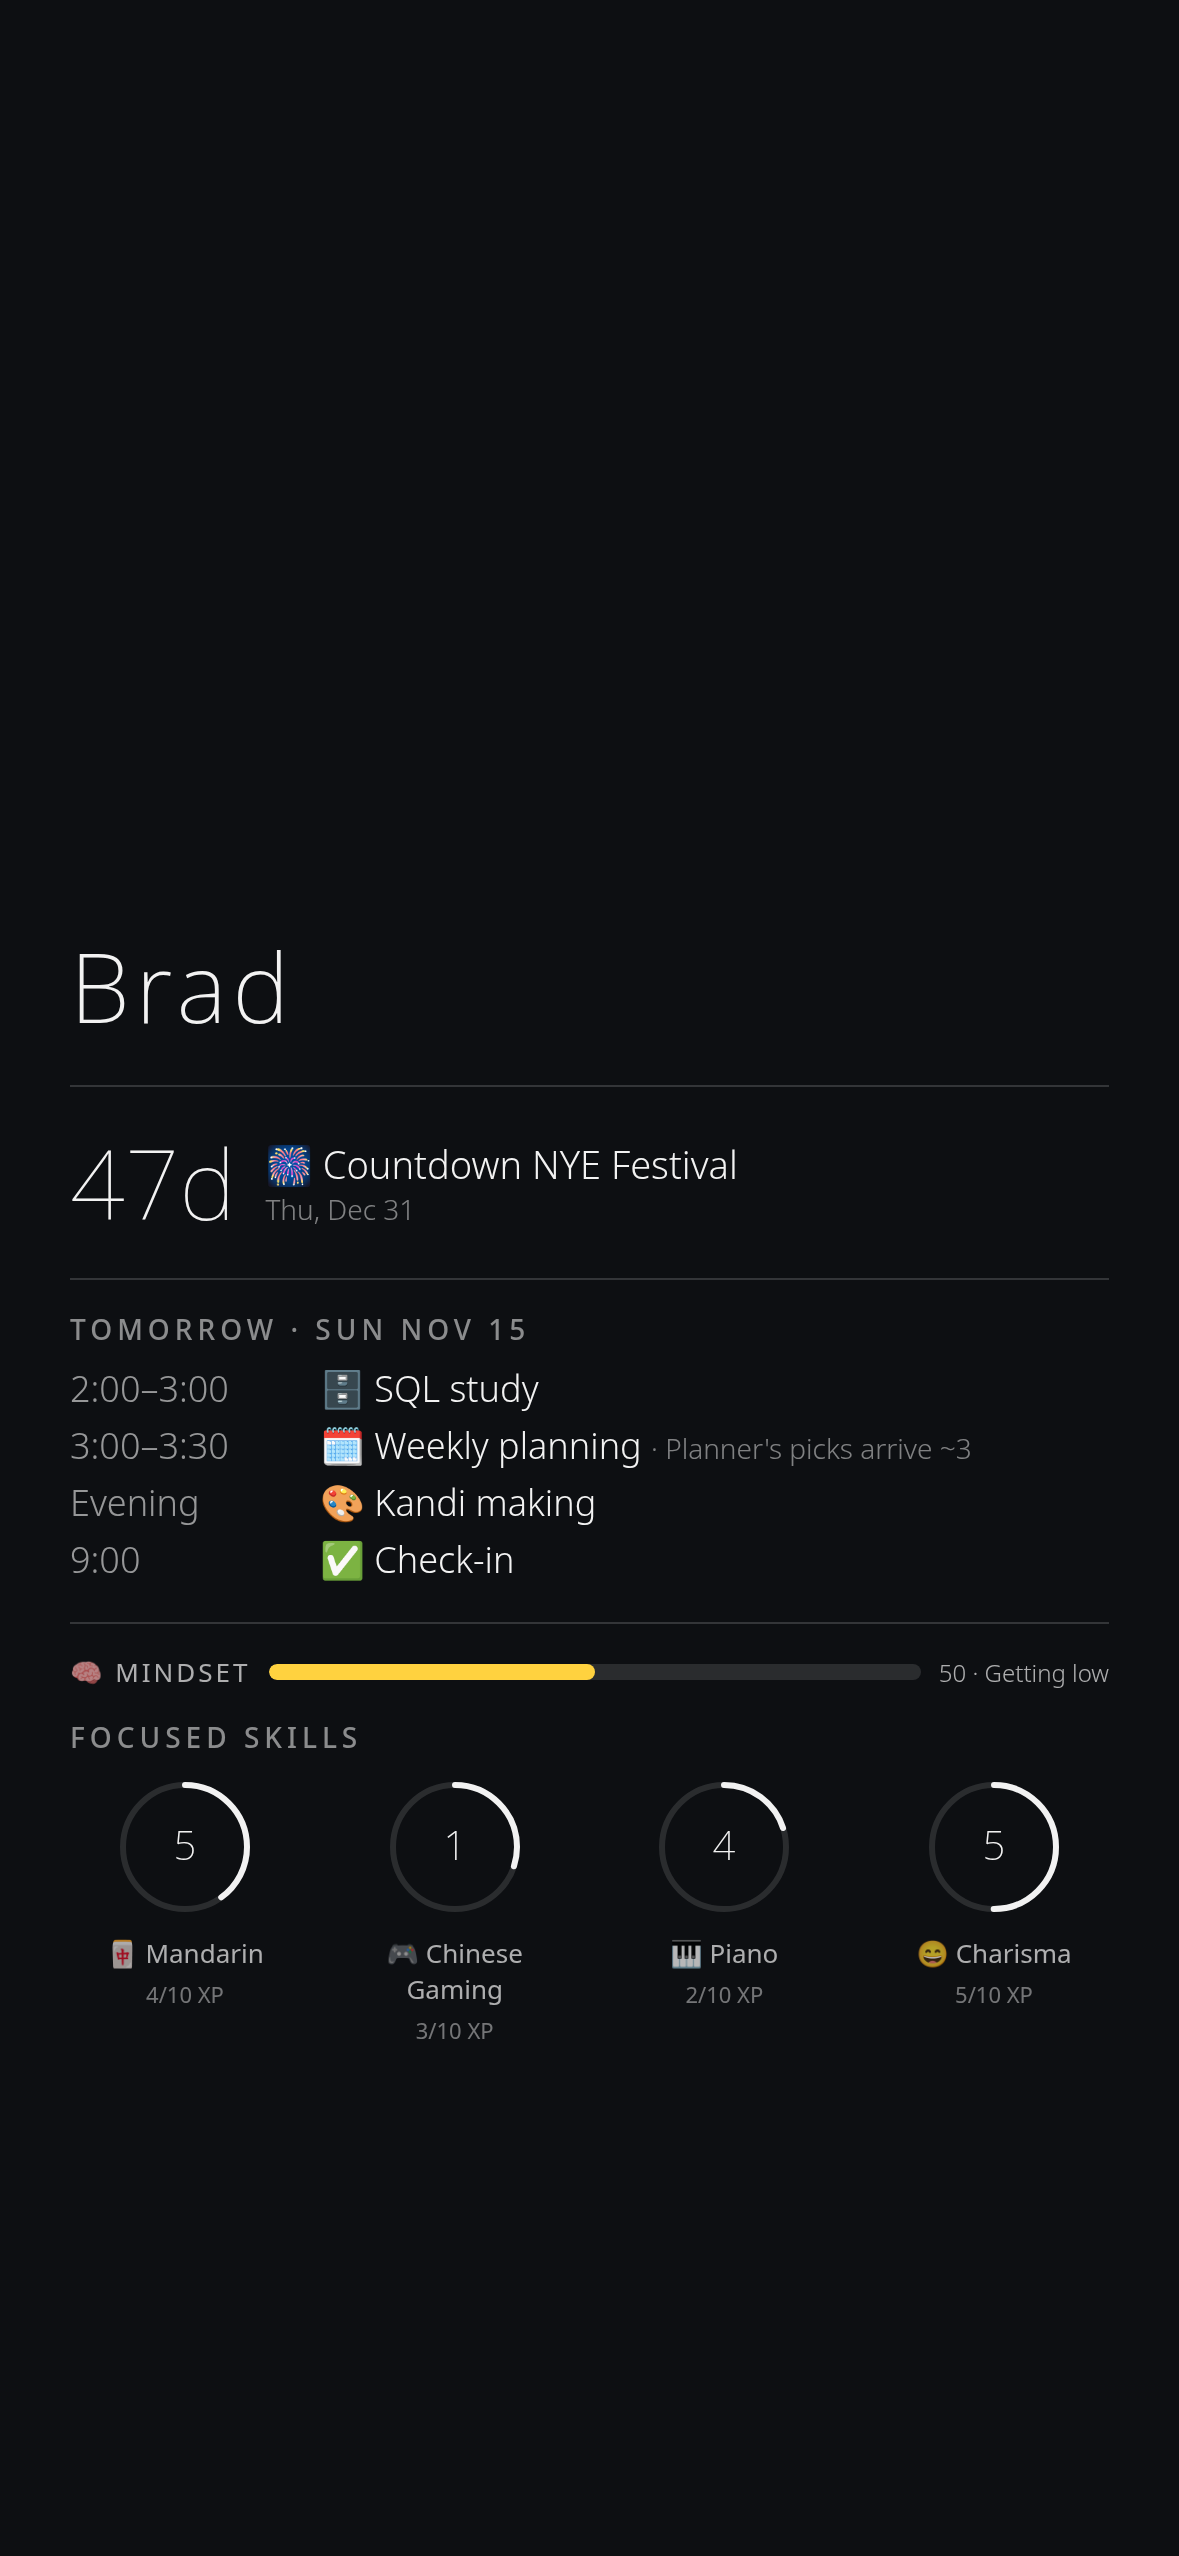 Brad
47d
🎆 Countdown NYE Festival
Thu, Dec 31
TOMORROW · SUN NOV 15
2:00–3:00 🗄️ SQL study
3:00–3:30 🗓️ Weekly planning · Planner's picks arrive ~3
Evening 🎨 Kandi making
9:00 ✅ Check-in
🧠 MINDSET 50 · Getting low
FOCUSED SKILLS
5 1 4 5
🀄 Mandarin
4/10 XP
🎮 Chinese
Gaming
3/10 XP
🎹 Piano
2/10 XP
😄 Charisma
5/10 XP